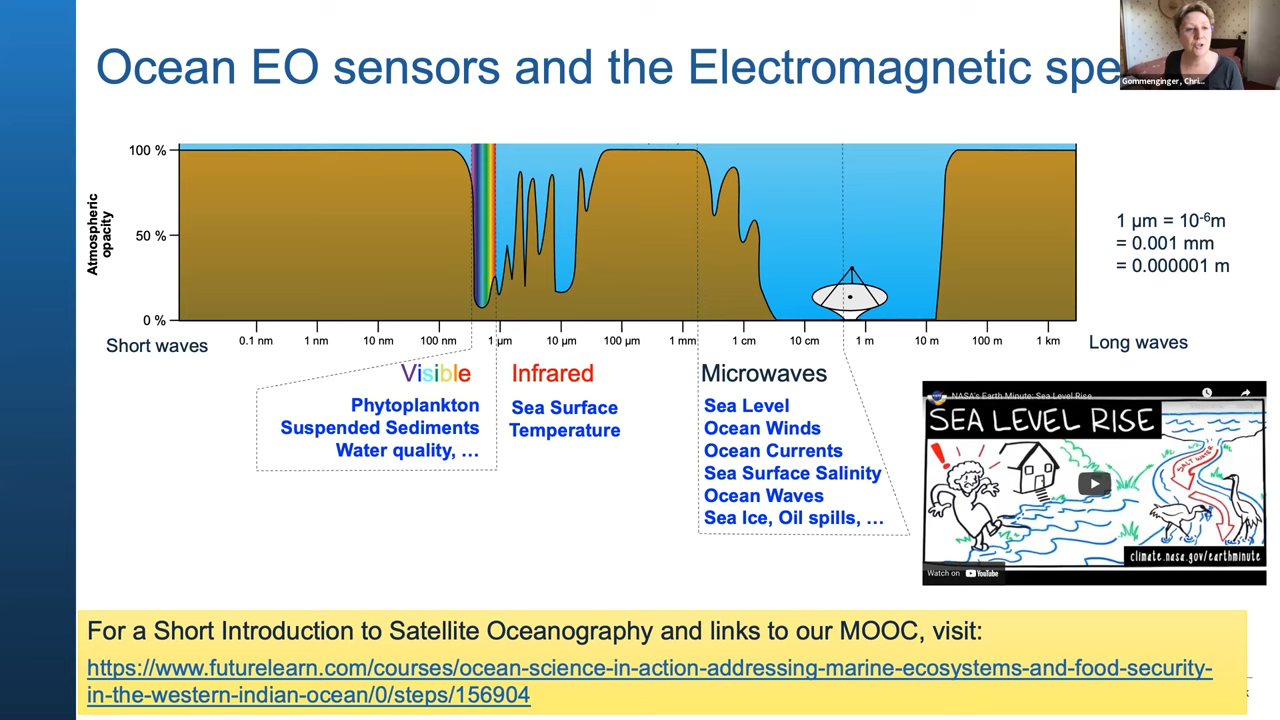 Ocean EO sensors and the Electromagnetic spe
Gommenginger, Chri...
100 %
50 %
0 %
Atmospheric
opacity
1 µm = 10⁻⁶m
= 0.001 mm
= 0.000001 m
Short waves
0.1 nm 1 nm 10 nm 100 nm 1 µm 10 µm 100 µm 1 mm 1 cm 10 cm 1 m 10 m 100 m 1 km
Long waves
Visible
Phytoplankton
Suspended Sediments
Water quality, …
Infrared
Sea Surface
Temperature
Microwaves
Sea Level
Ocean Winds
Ocean Currents
Sea Surface Salinity
Ocean Waves
Sea Ice, Oil spills, …
NASA's Earth Minute: Sea Level Rise
SEA LEVEL RISE
SALT WATER
climate.nasa.gov/earthminute
Watch on YouTube
For a Short Introduction to Satellite Oceanography and links to our MOOC, visit:
https://www.futurelearn.com/courses/ocean-science-in-action-addressing-marine-ecosystems-and-food-security-
in-the-western-indian-ocean/0/steps/156904